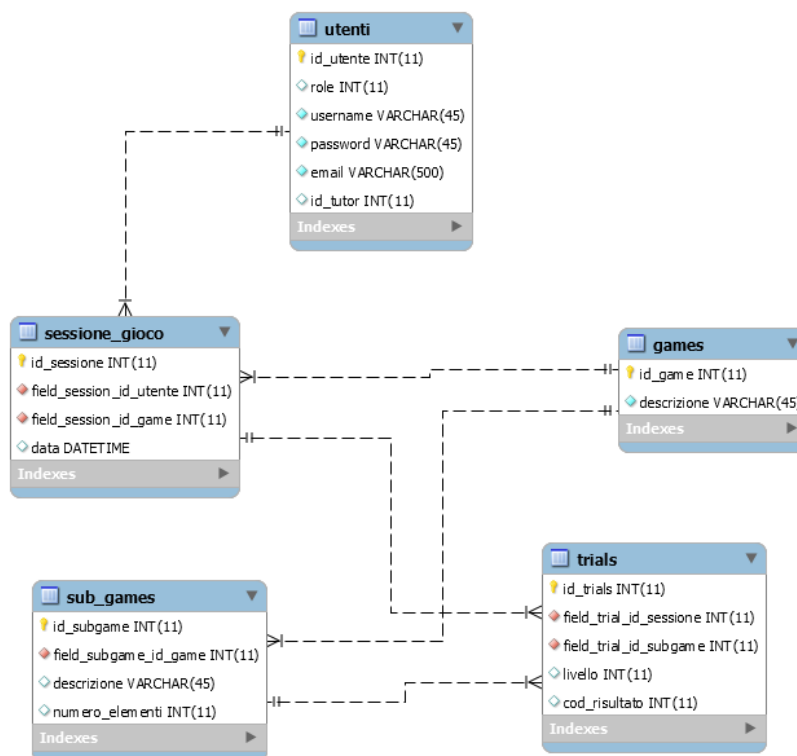 utenti
id_utente INT(11)
role INT(11)
username VARCHAR(45)
password VARCHAR(45)
email VARCHAR(500)
id_tutor INT(11)
Indexes
sessione_gioco
id_sessione INT(11)
field_session_id_utente INT(11)
field_session_id_game INT(11)
data DATETIME
Indexes
games
id_game INT(11)
descrizione VARCHAR(45)
Indexes
sub_games
id_subgame INT(11)
field_subgame_id_game INT(11)
descrizione VARCHAR(45)
numero_elementi INT(11)
Indexes
trials
id_trials INT(11)
field_trial_id_sessione INT(11)
field_trial_id_subgame INT(11)
livello INT(11)
cod_risultato INT(11)
Indexes